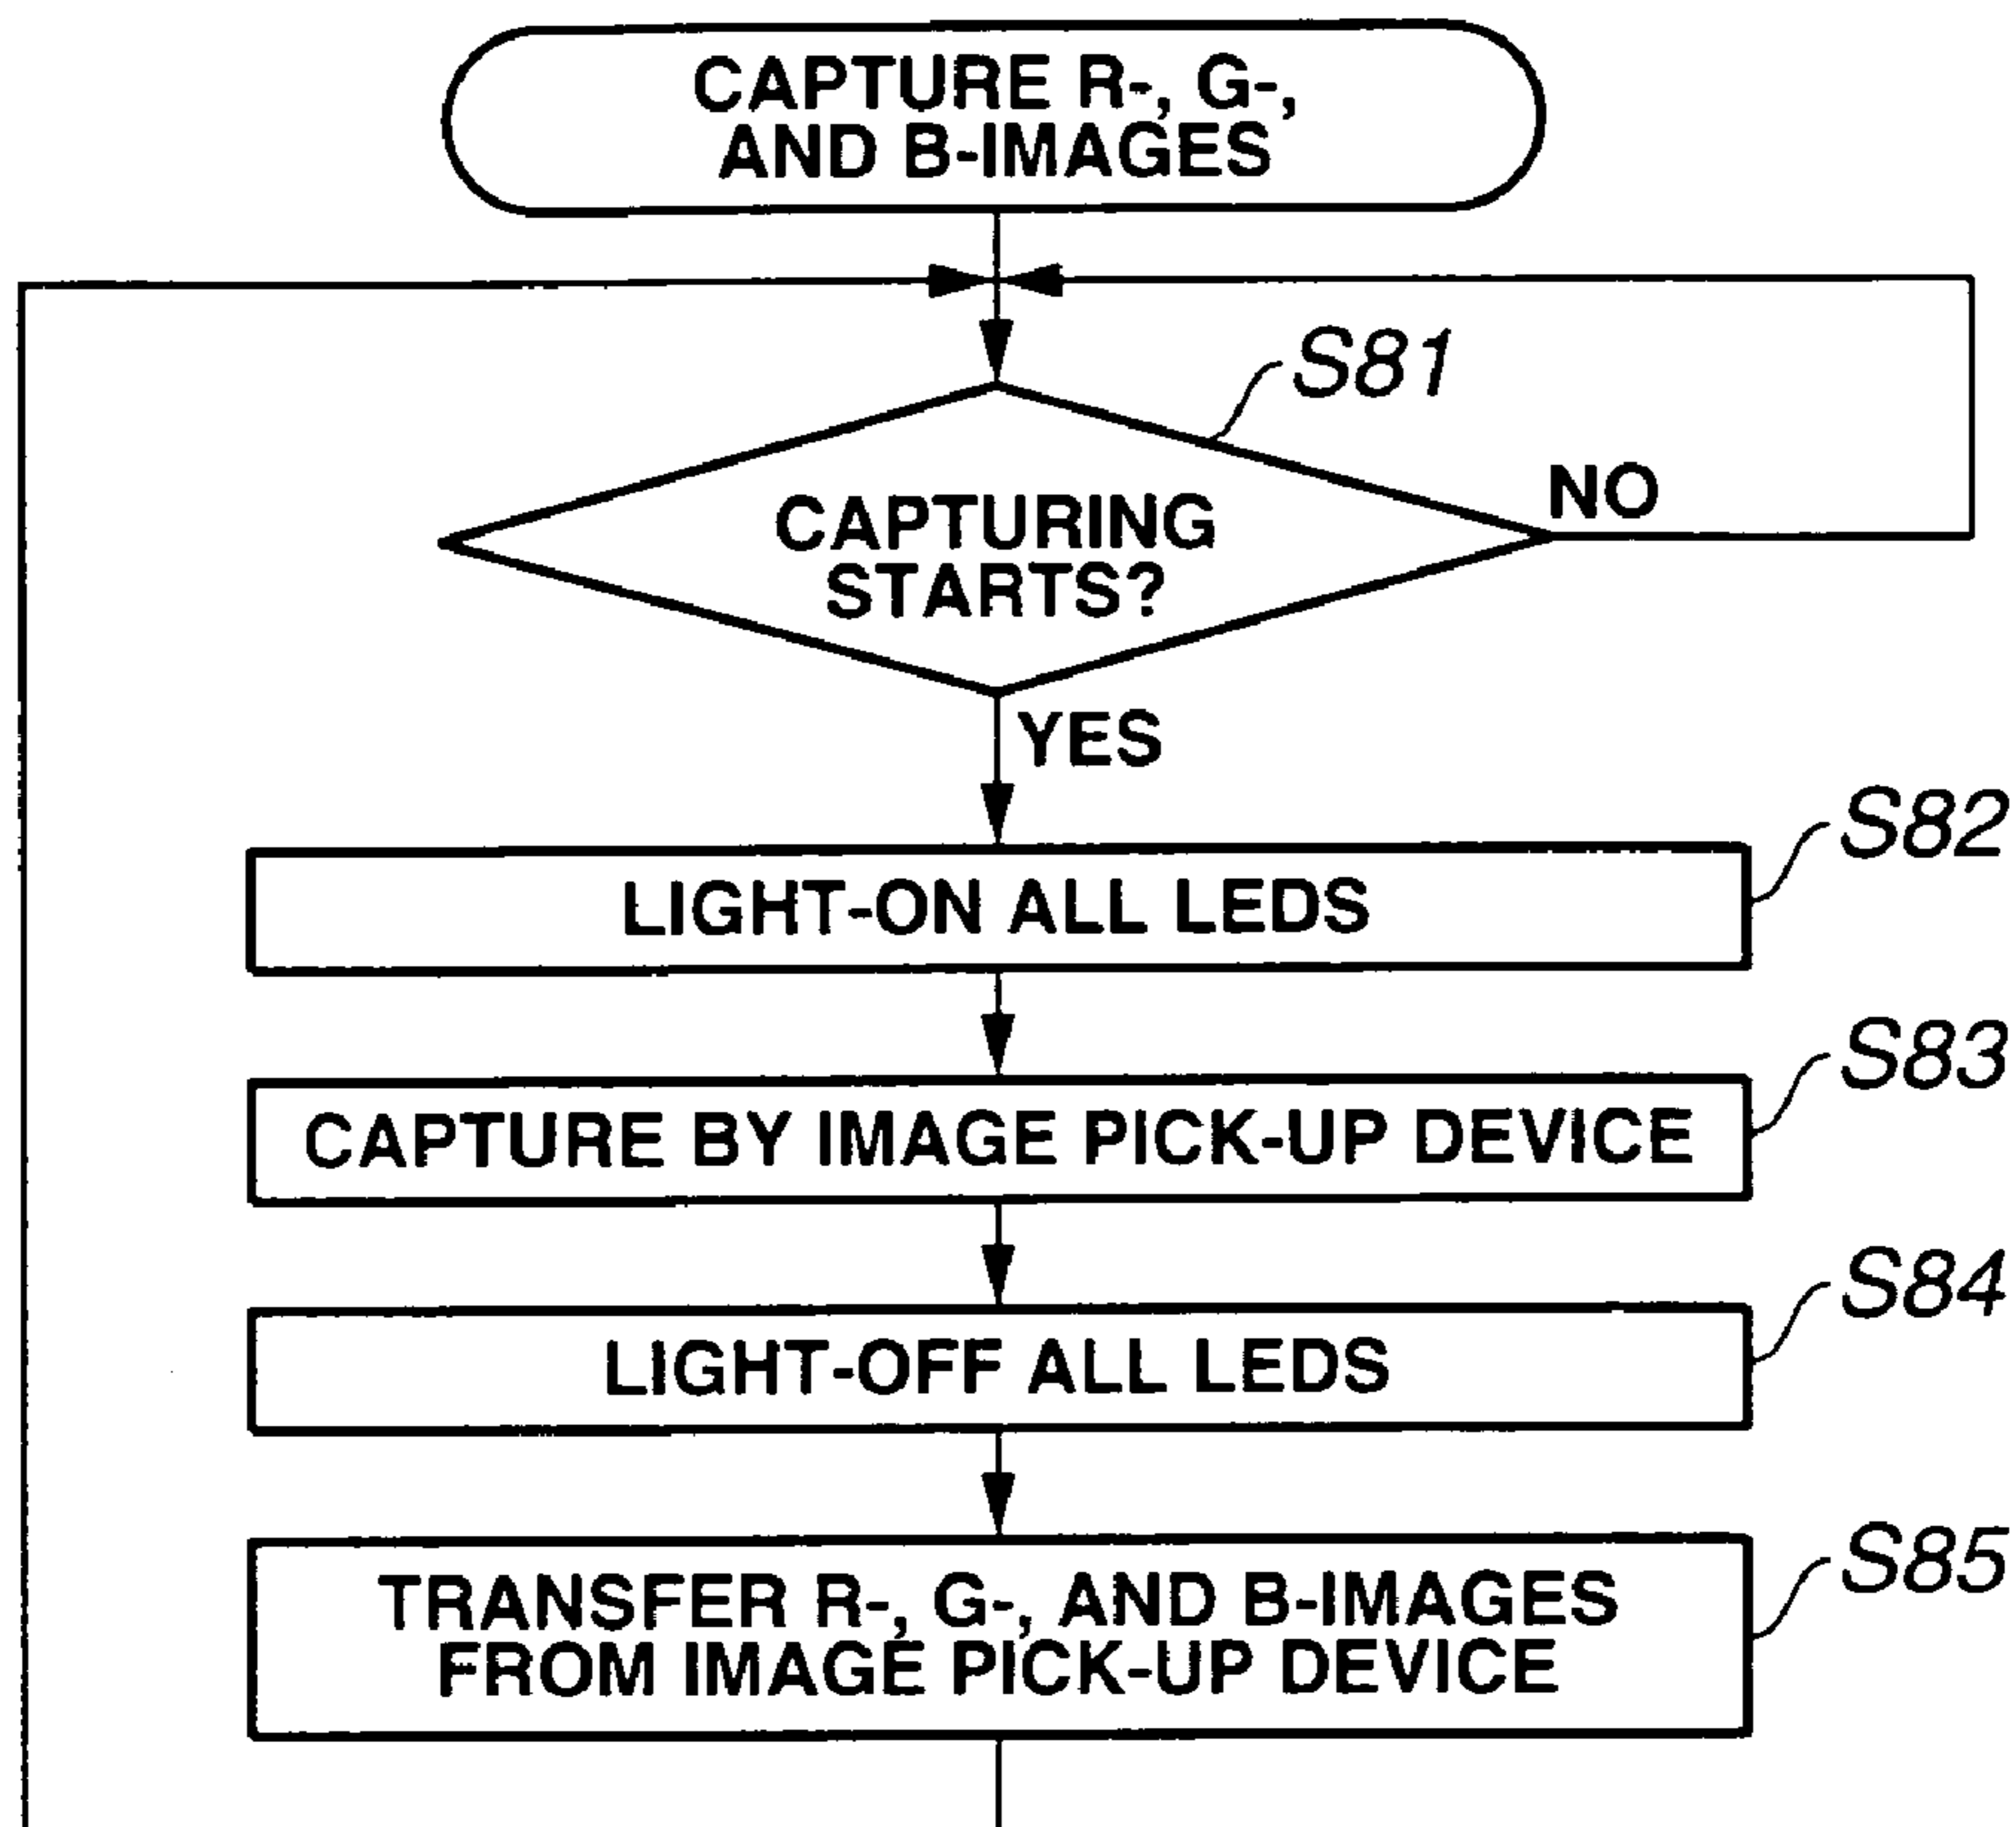 CAPTURE R-, G-,
AND B-IMAGES
S81
CAPTURING
STARTS?
NO
YES
S82
LIGHT-ON ALL LEDS
S83
CAPTURE BY IMAGE PICK-UP DEVICE
S84
LIGHT-OFF ALL LEDS
S85
TRANSFER R-, G-, AND B-IMAGES
FROM IMAGE PICK-UP DEVICE